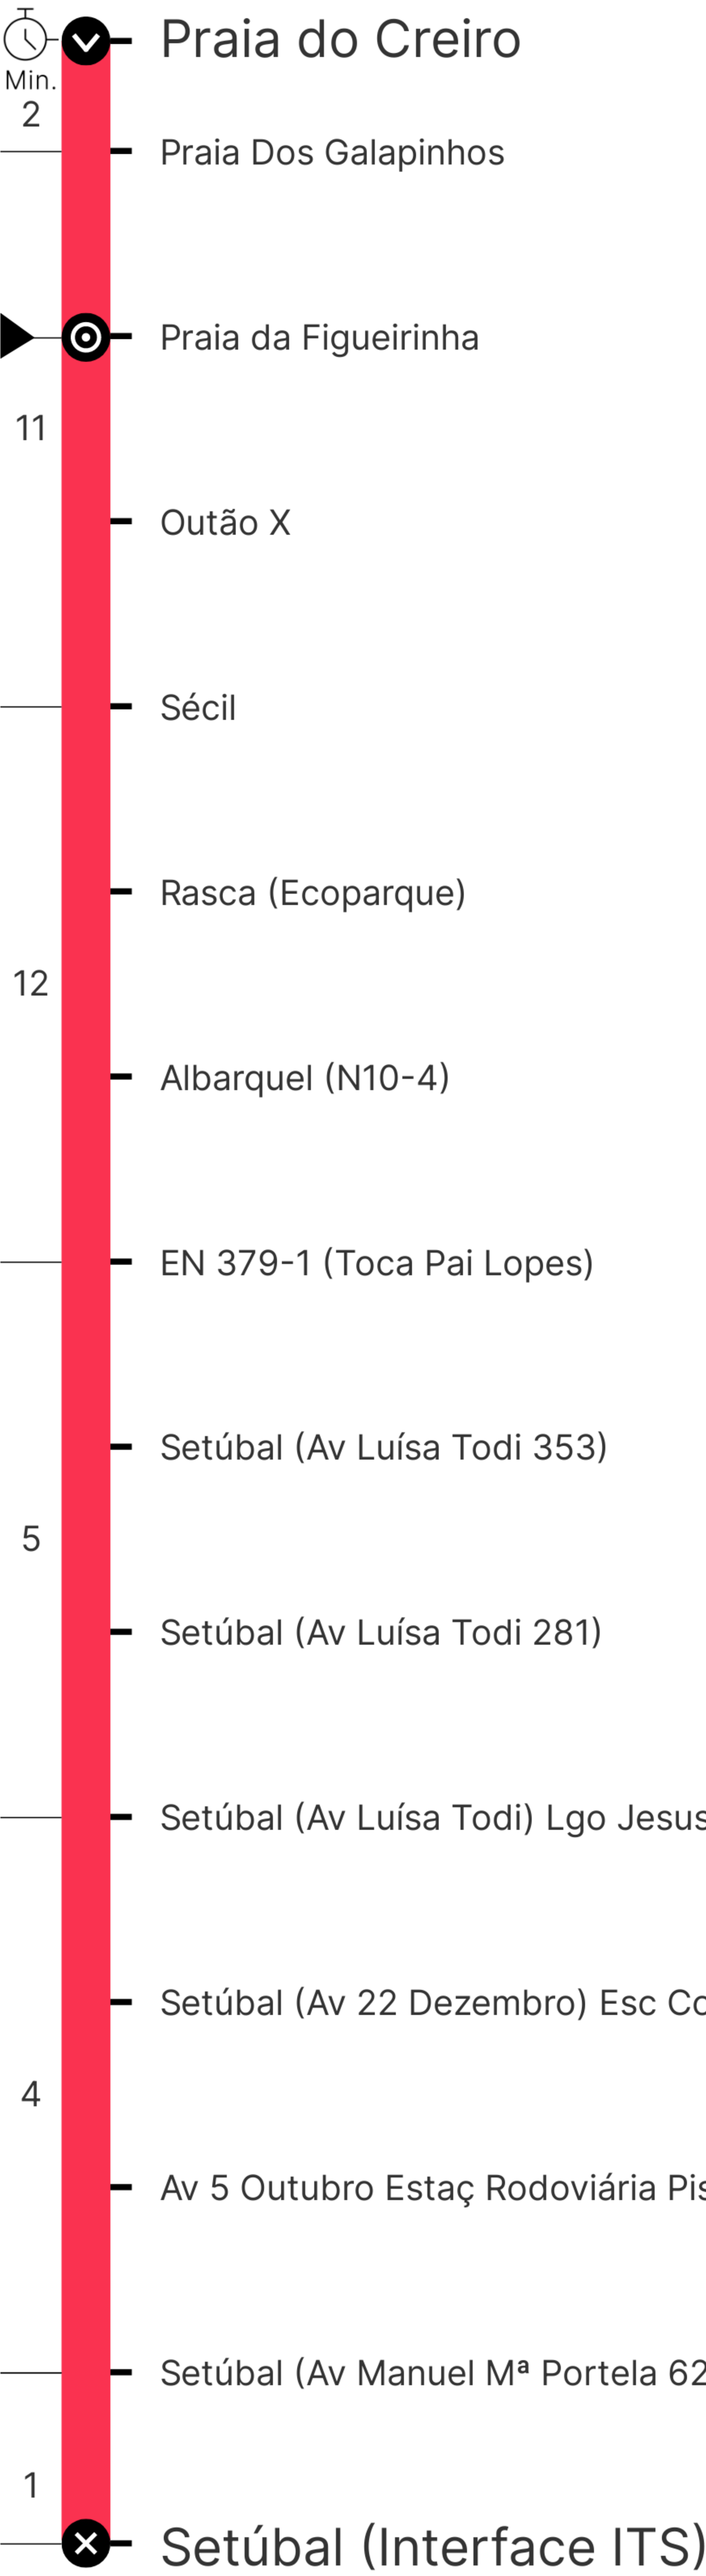 Praia do Creiro
Min.
2
Praia Dos Galapinhos
Praia da Figueirinha
11
Outão X
Sécil
Rasca (Ecoparque)
12
Albarquel (N10-4)
EN 379-1 (Toca Pai Lopes)
Setúbal (Av Luísa Todi 353)
5
Setúbal (Av Luísa Todi 281)
Setúbal (Av Luísa Todi) Lgo Jesus
Setúbal (Av 22 Dezembro) Esc
4
Av 5 Outubro Estaç Rodoviária
Setúbal (Av Manuel Mª Portela 62
1
Setúbal (Interface ITS)